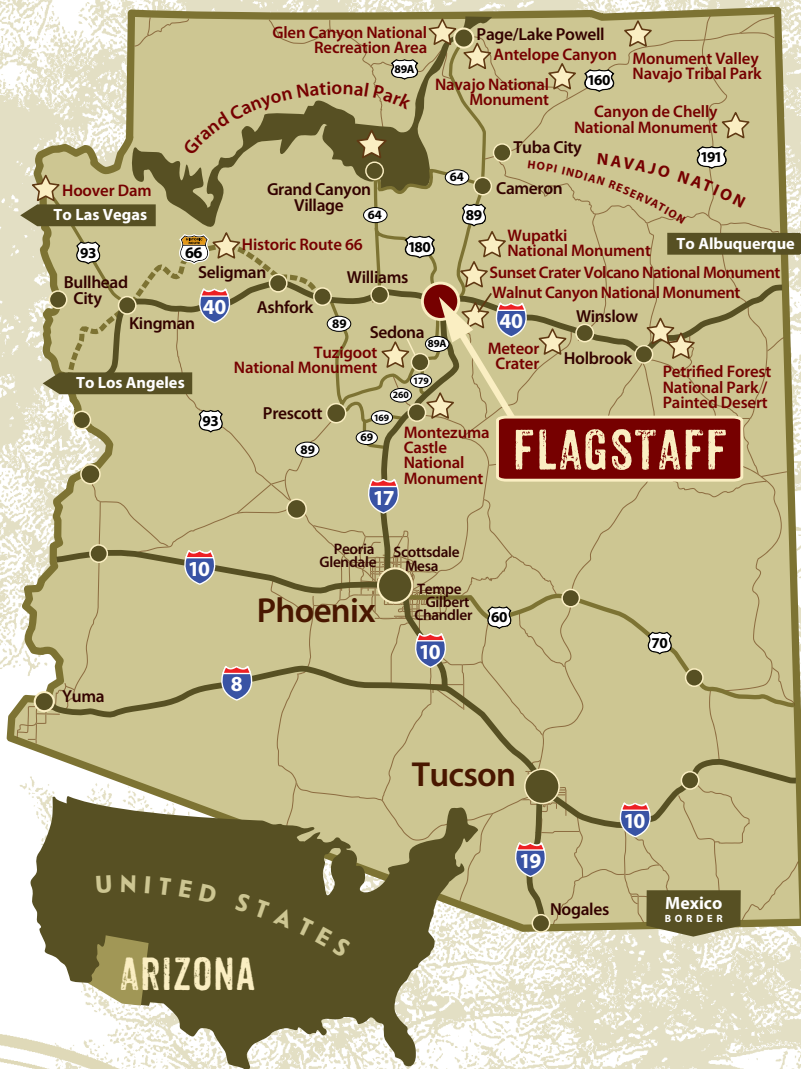 Glen Canyon National
Recreation Area
Page/Lake Powell
Antelope Canyon
Monument Valley
Navajo Tribal Park
89A
Navajo National
Monument
160
Grand Canyon National Park
Canyon de Chelly
National Monument
Tuba City
191
NAVAJO NATION
HOPI INDIAN RESERVATION
Hoover Dam
To Las Vegas
Grand Canyon
Village
64
Cameron
64
89
93
HISTORIC ROUTE
66
Historic Route 66
180
Wupatki
National Monument
To Albuquerque
Sunset Crater Volcano National Monument
Walnut Canyon National Monument
Bullhead
City
Seligman
Williams
Kingman
40
Ashfork
40
Winslow
89
Sedona
89A
Meteor
Crater
Holbrook
Tuzigoot
National Monument
To Los Angeles
179
260
Petrified Forest
National Park/
Painted Desert
93
Prescott
169
69
89
Montezuma
Castle
National
Monument
FLAGSTAFF
17
Peoria
Glendale
Scottsdale
Mesa
10
Phoenix
Tempe
Gilbert
Chandler
60
70
10
8
Yuma
Tucson
10
19
Nogales
Mexico
BORDER
UNITED STATES
ARIZONA